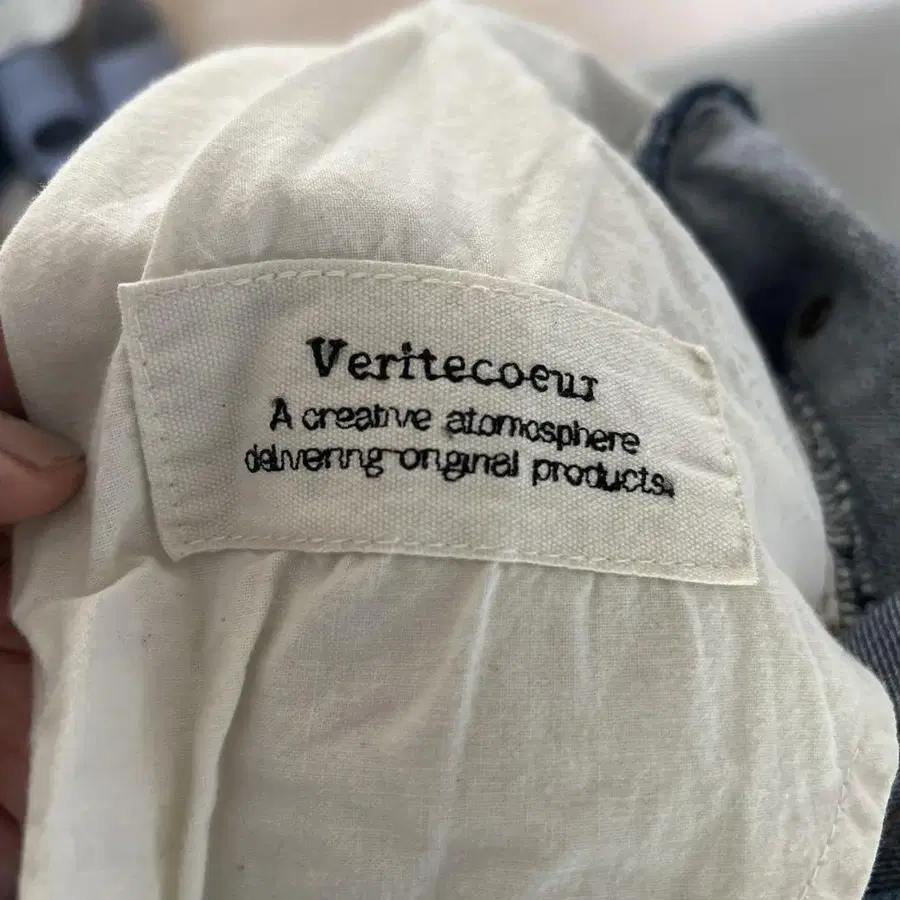 Veritecoeur
A creative atomosphere
delivering original products.